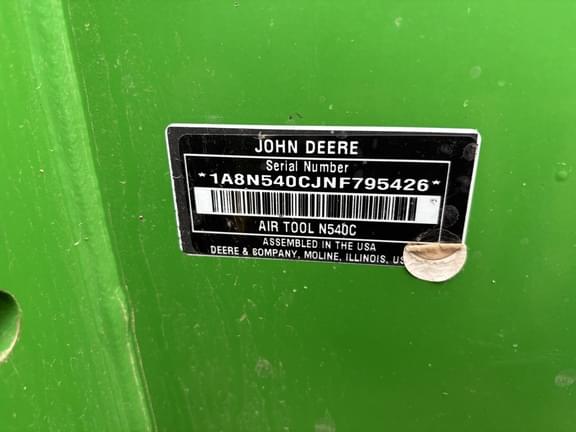 JOHN DEERE
Serial Number
*1A8N540CJNF795426*
AIR TOOL N540C
ASSEMBLED IN THE USA
DEERE & COMPANY, MOLINE, ILLINOIS, US